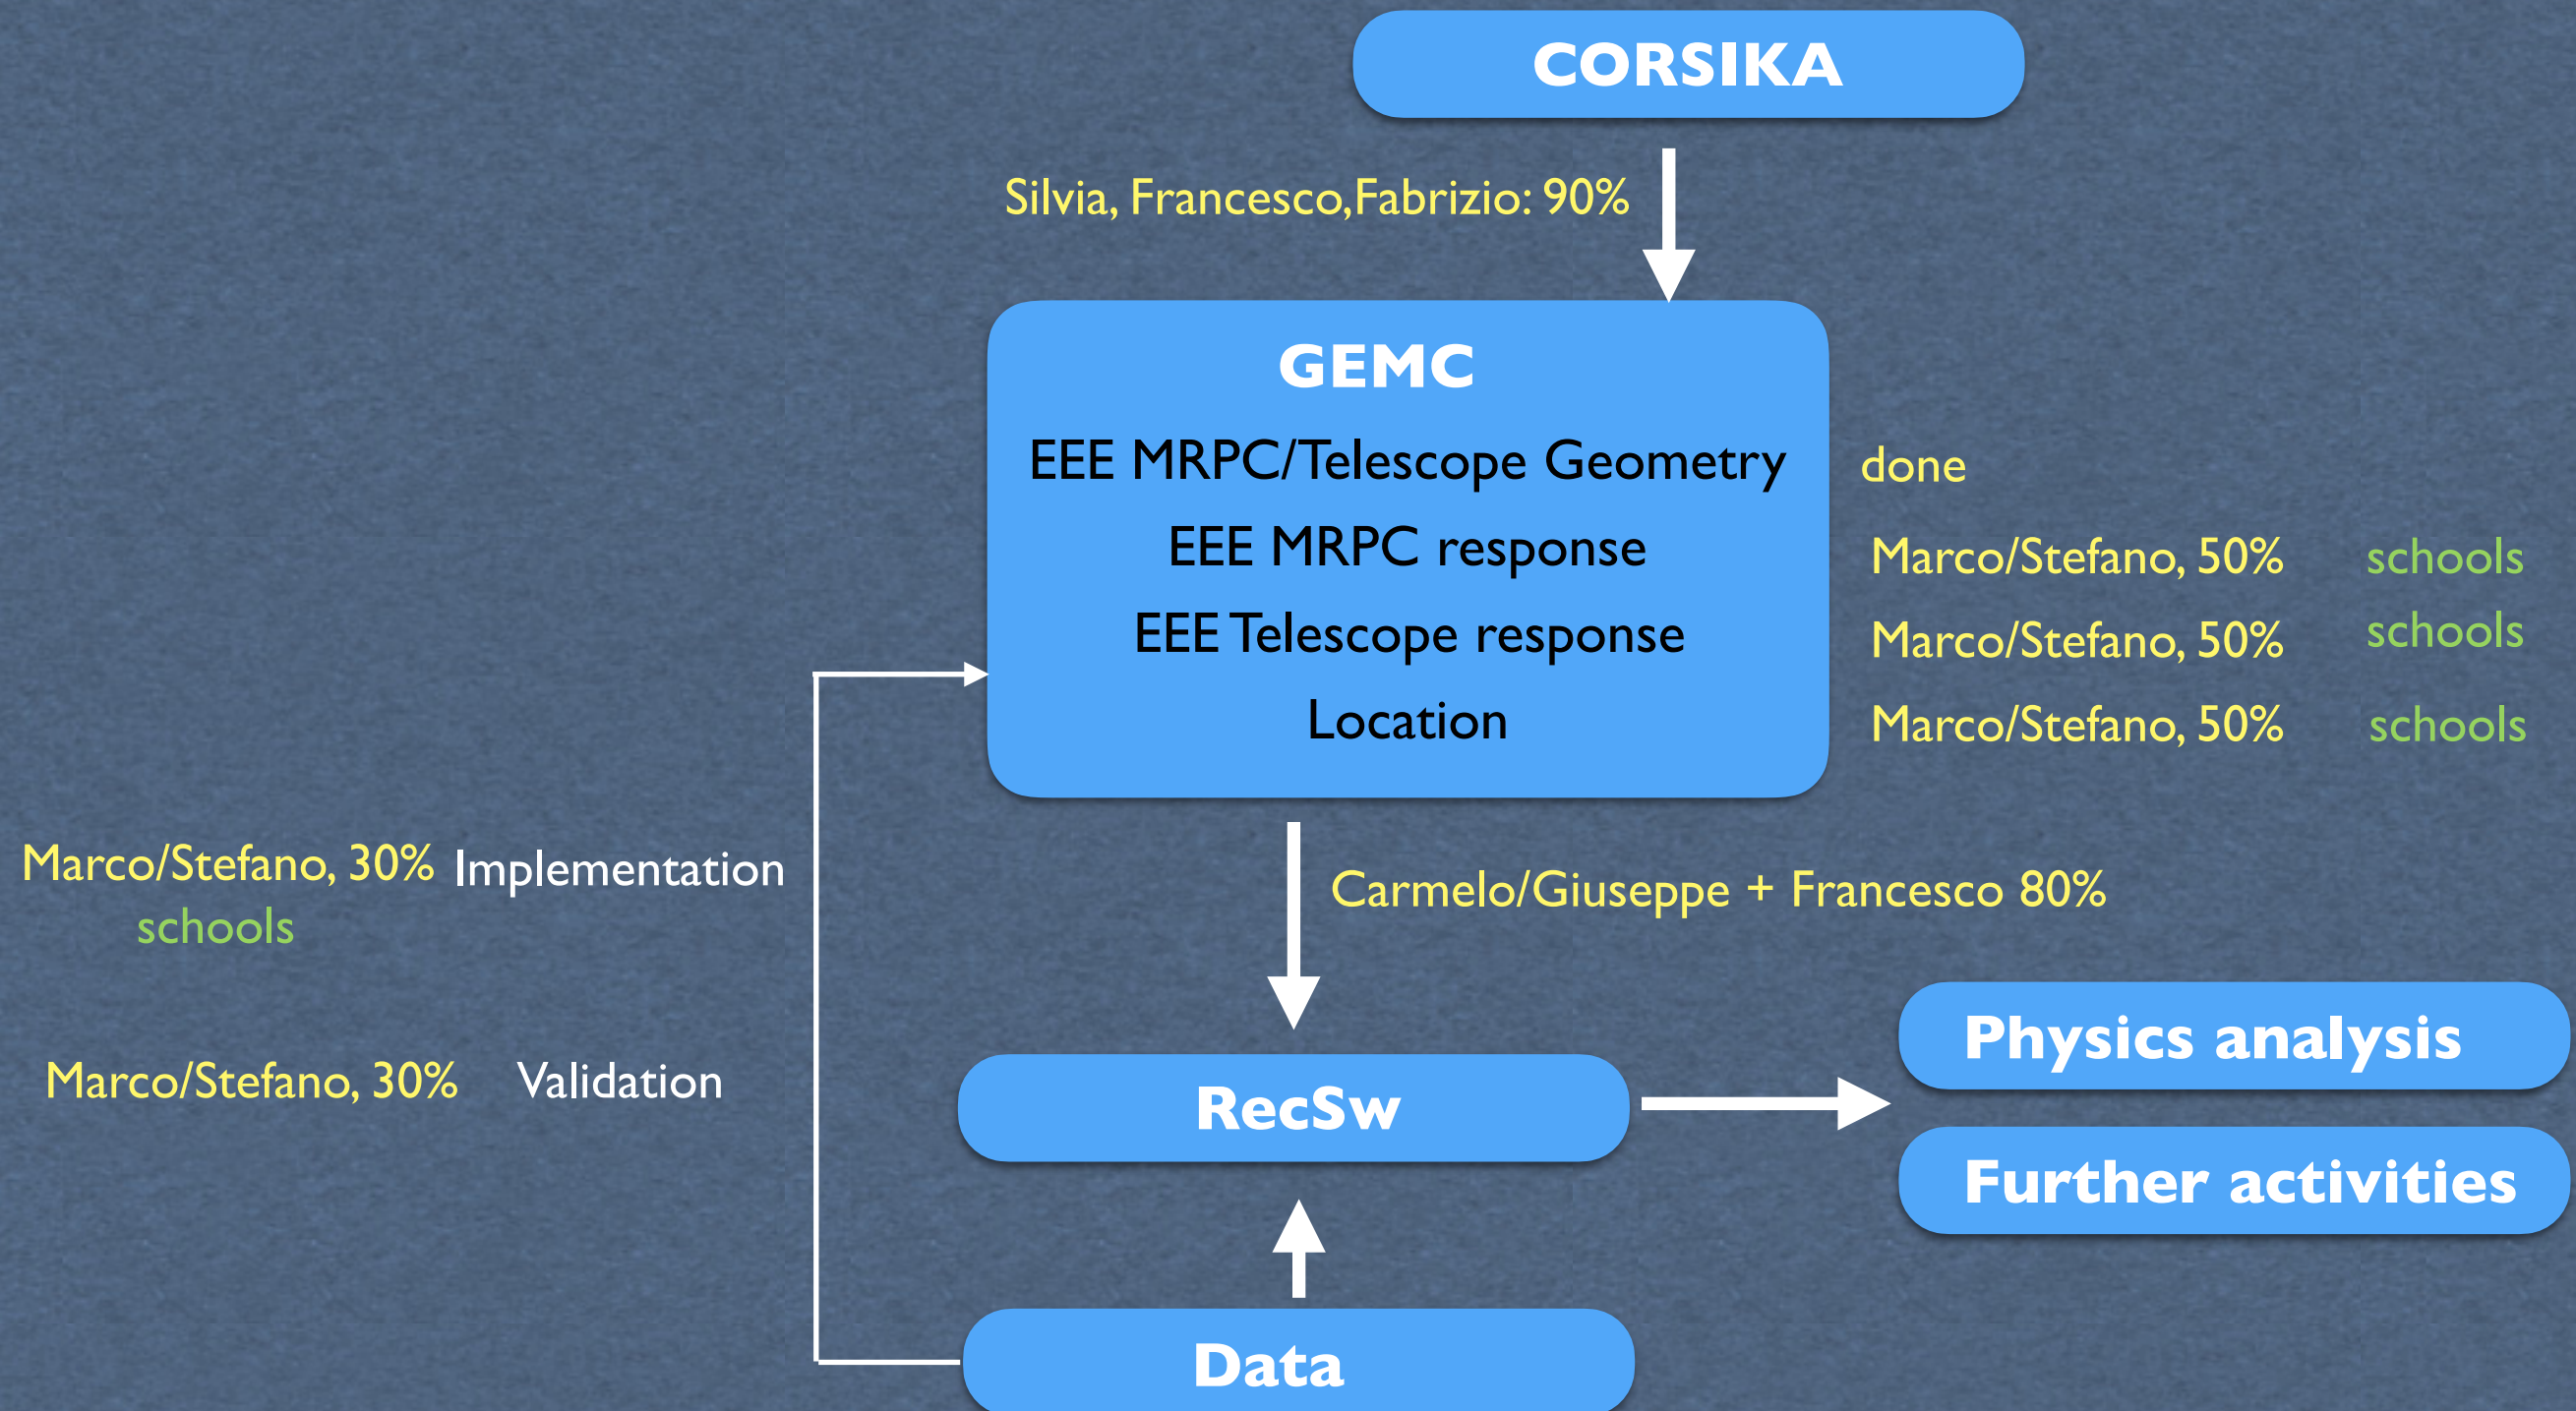 CORSIKA
Silvia, Francesco,Fabrizio: 90%
GEMC
EEE MRPC/Telescope Geometry
done
EEE MRPC response
Marco/Stefano, 50%
schools
EEE Telescope response
Marco/Stefano, 50%
schools
Location
Marco/Stefano, 50%
schools
Marco/Stefano, 30%
Implementation
schools
Carmelo/Giuseppe + Francesco 80%
Marco/Stefano, 30%
Validation
RecSw
Physics analysis
Further activities
Data